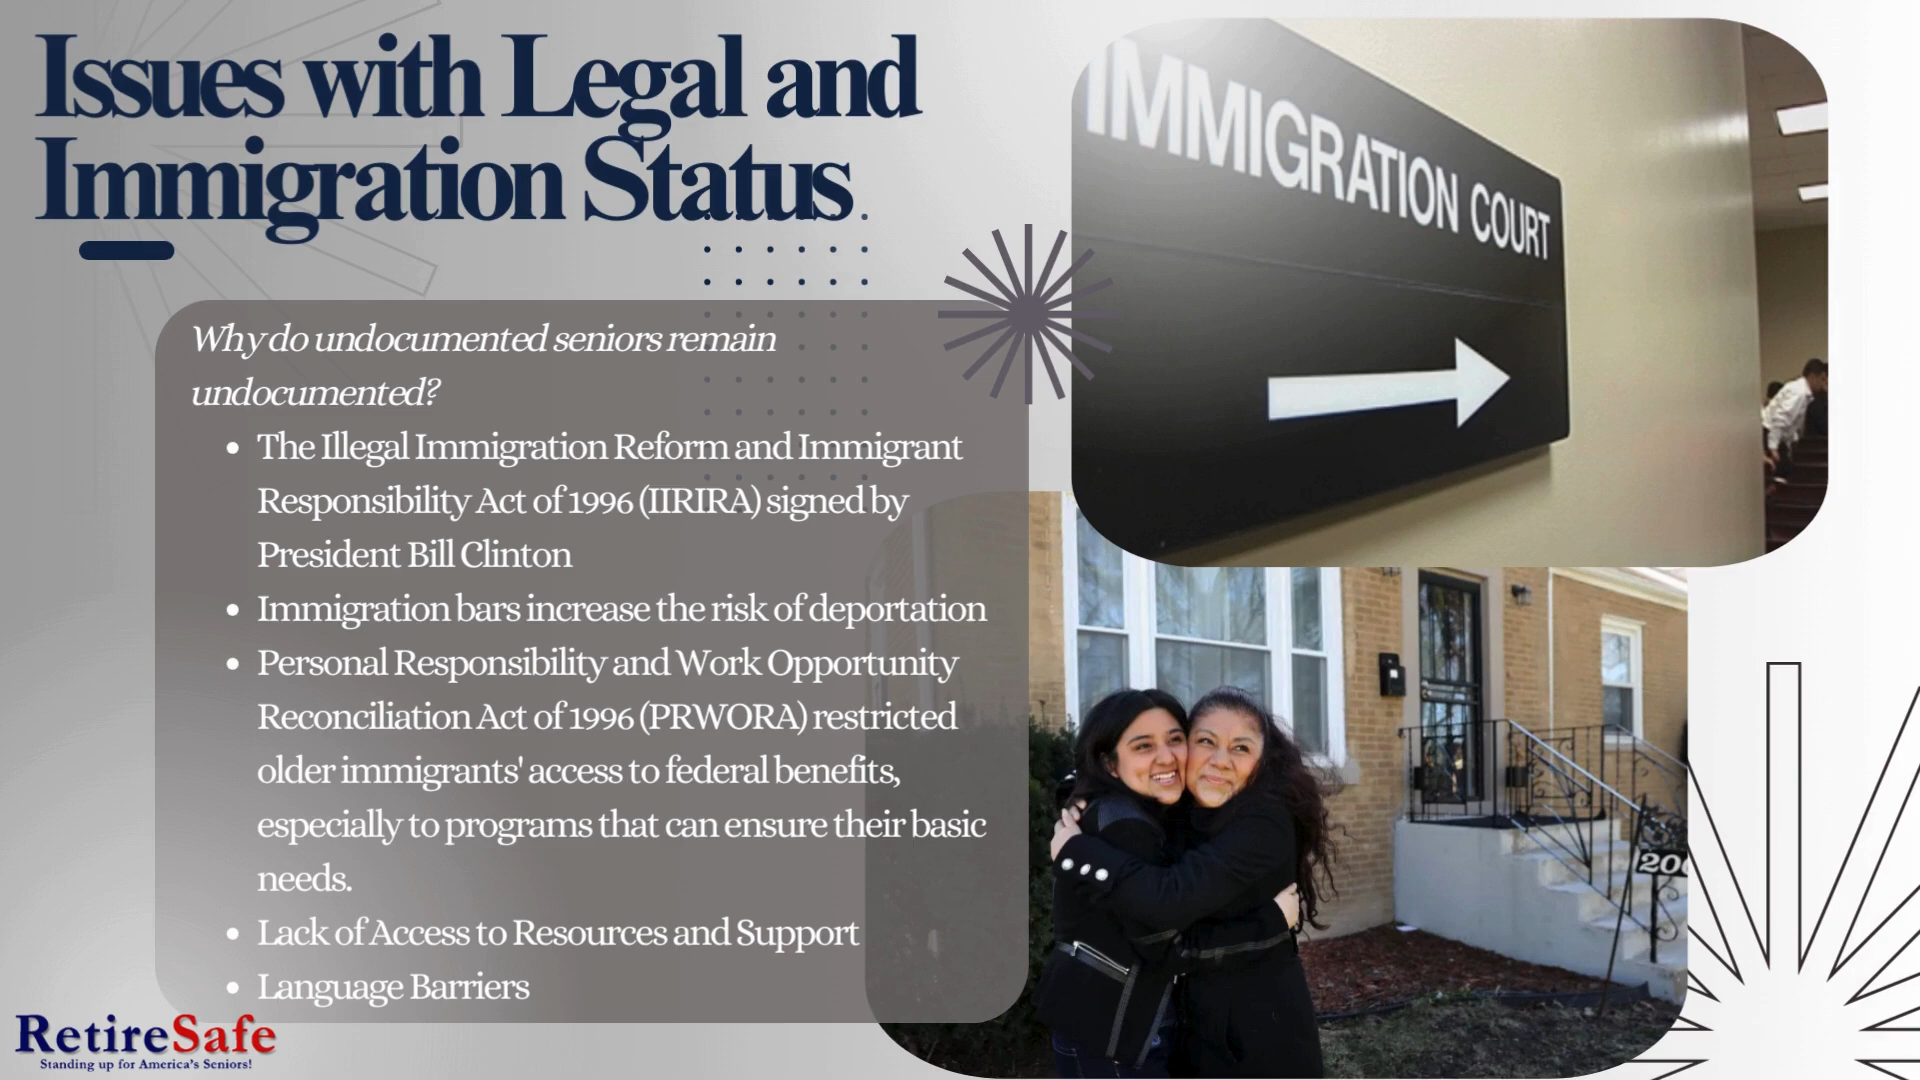 Issues with Legal and
Immigration Status
IMMIGRATION COURT
Why do undocumented seniors remain
undocumented?
• The Illegal Immigration Reform and Immigrant
Responsibility Act of 1996 (IIRIRA) signed by
President Bill Clinton
• Immigration bars increase the risk of deportation
• Personal Responsibility and Work Opportunity
Reconciliation Act of 1996 (PRWORA) restricted
older immigrants' access to federal benefits,
especially to programs that can ensure their basic
needs.
• Lack of Access to Resources and Support
• Language Barriers
RetireSafe
Standing up for America's Seniors!